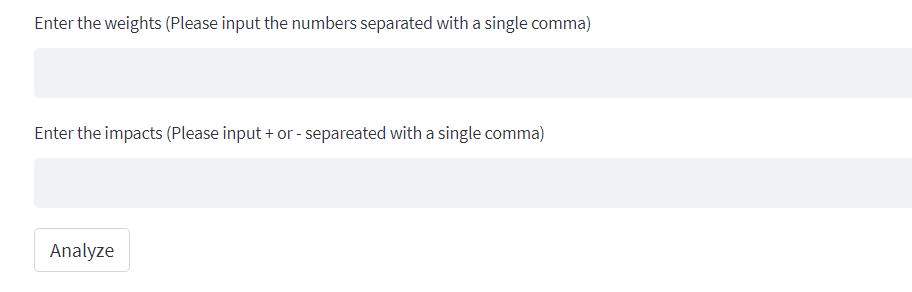 Enter the weights (Please input the numbers separated with a single comma)
Enter the impacts (Please input + or - separeated with a single comma)
Analyze